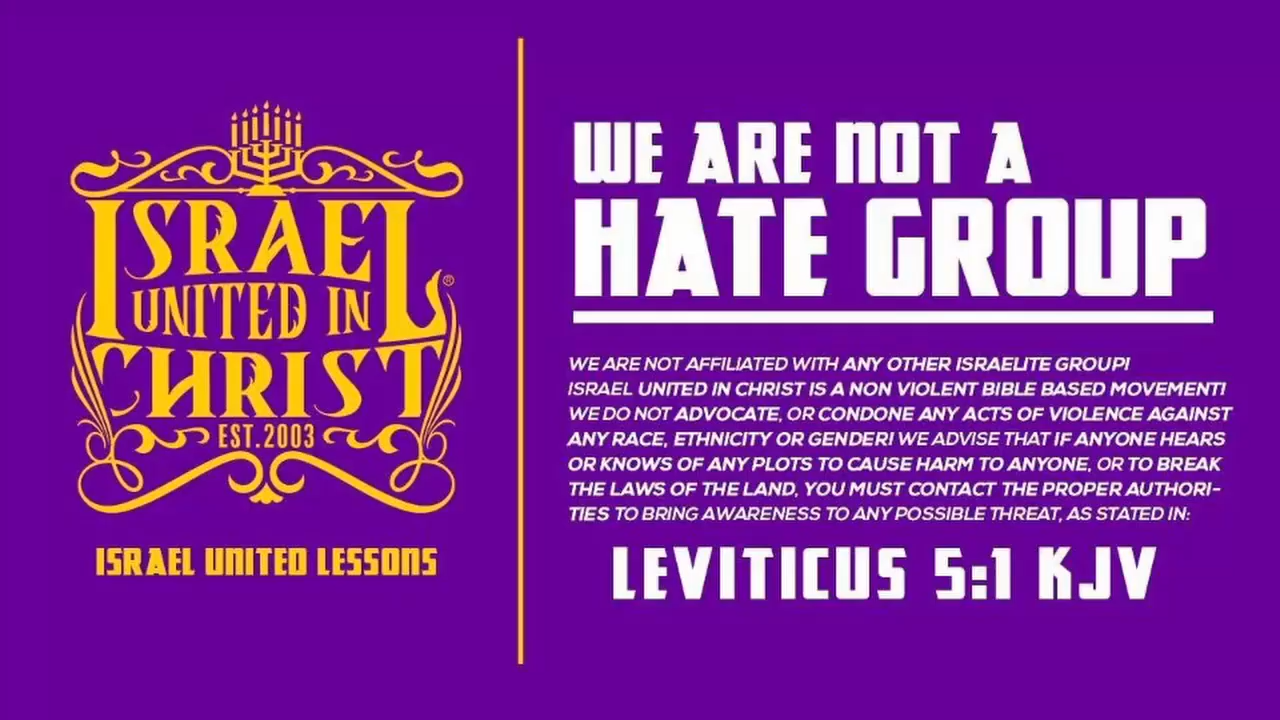 ISRAEL
UNITED IN
CHRIST
®
EST.2003
ISRAEL UNITED LESSONS
WE ARE NOT A
HATE GROUP
WE ARE NOT AFFILIATED WITH ANY OTHER ISRAELITE GROUP!
ISRAEL UNITED IN CHRIST IS A NON VIOLENT BIBLE BASED MOVEMENT!
WE DO NOT ADVOCATE, OR CONDONE ANY ACTS OF VIOLENCE AGAINST
ANY RACE, ETHNICITY OR GENDER! WE ADVISE THAT IF ANYONE HEARS
OR KNOWS OF ANY PLOTS TO CAUSE HARM TO ANYONE, OR TO BREAK
THE LAWS OF THE LAND, YOU MUST CONTACT THE PROPER AUTHORI-
TIES TO BRING AWARENESS TO ANY POSSIBLE THREAT, AS STATED IN:
LEVITICUS 5:1 KJV